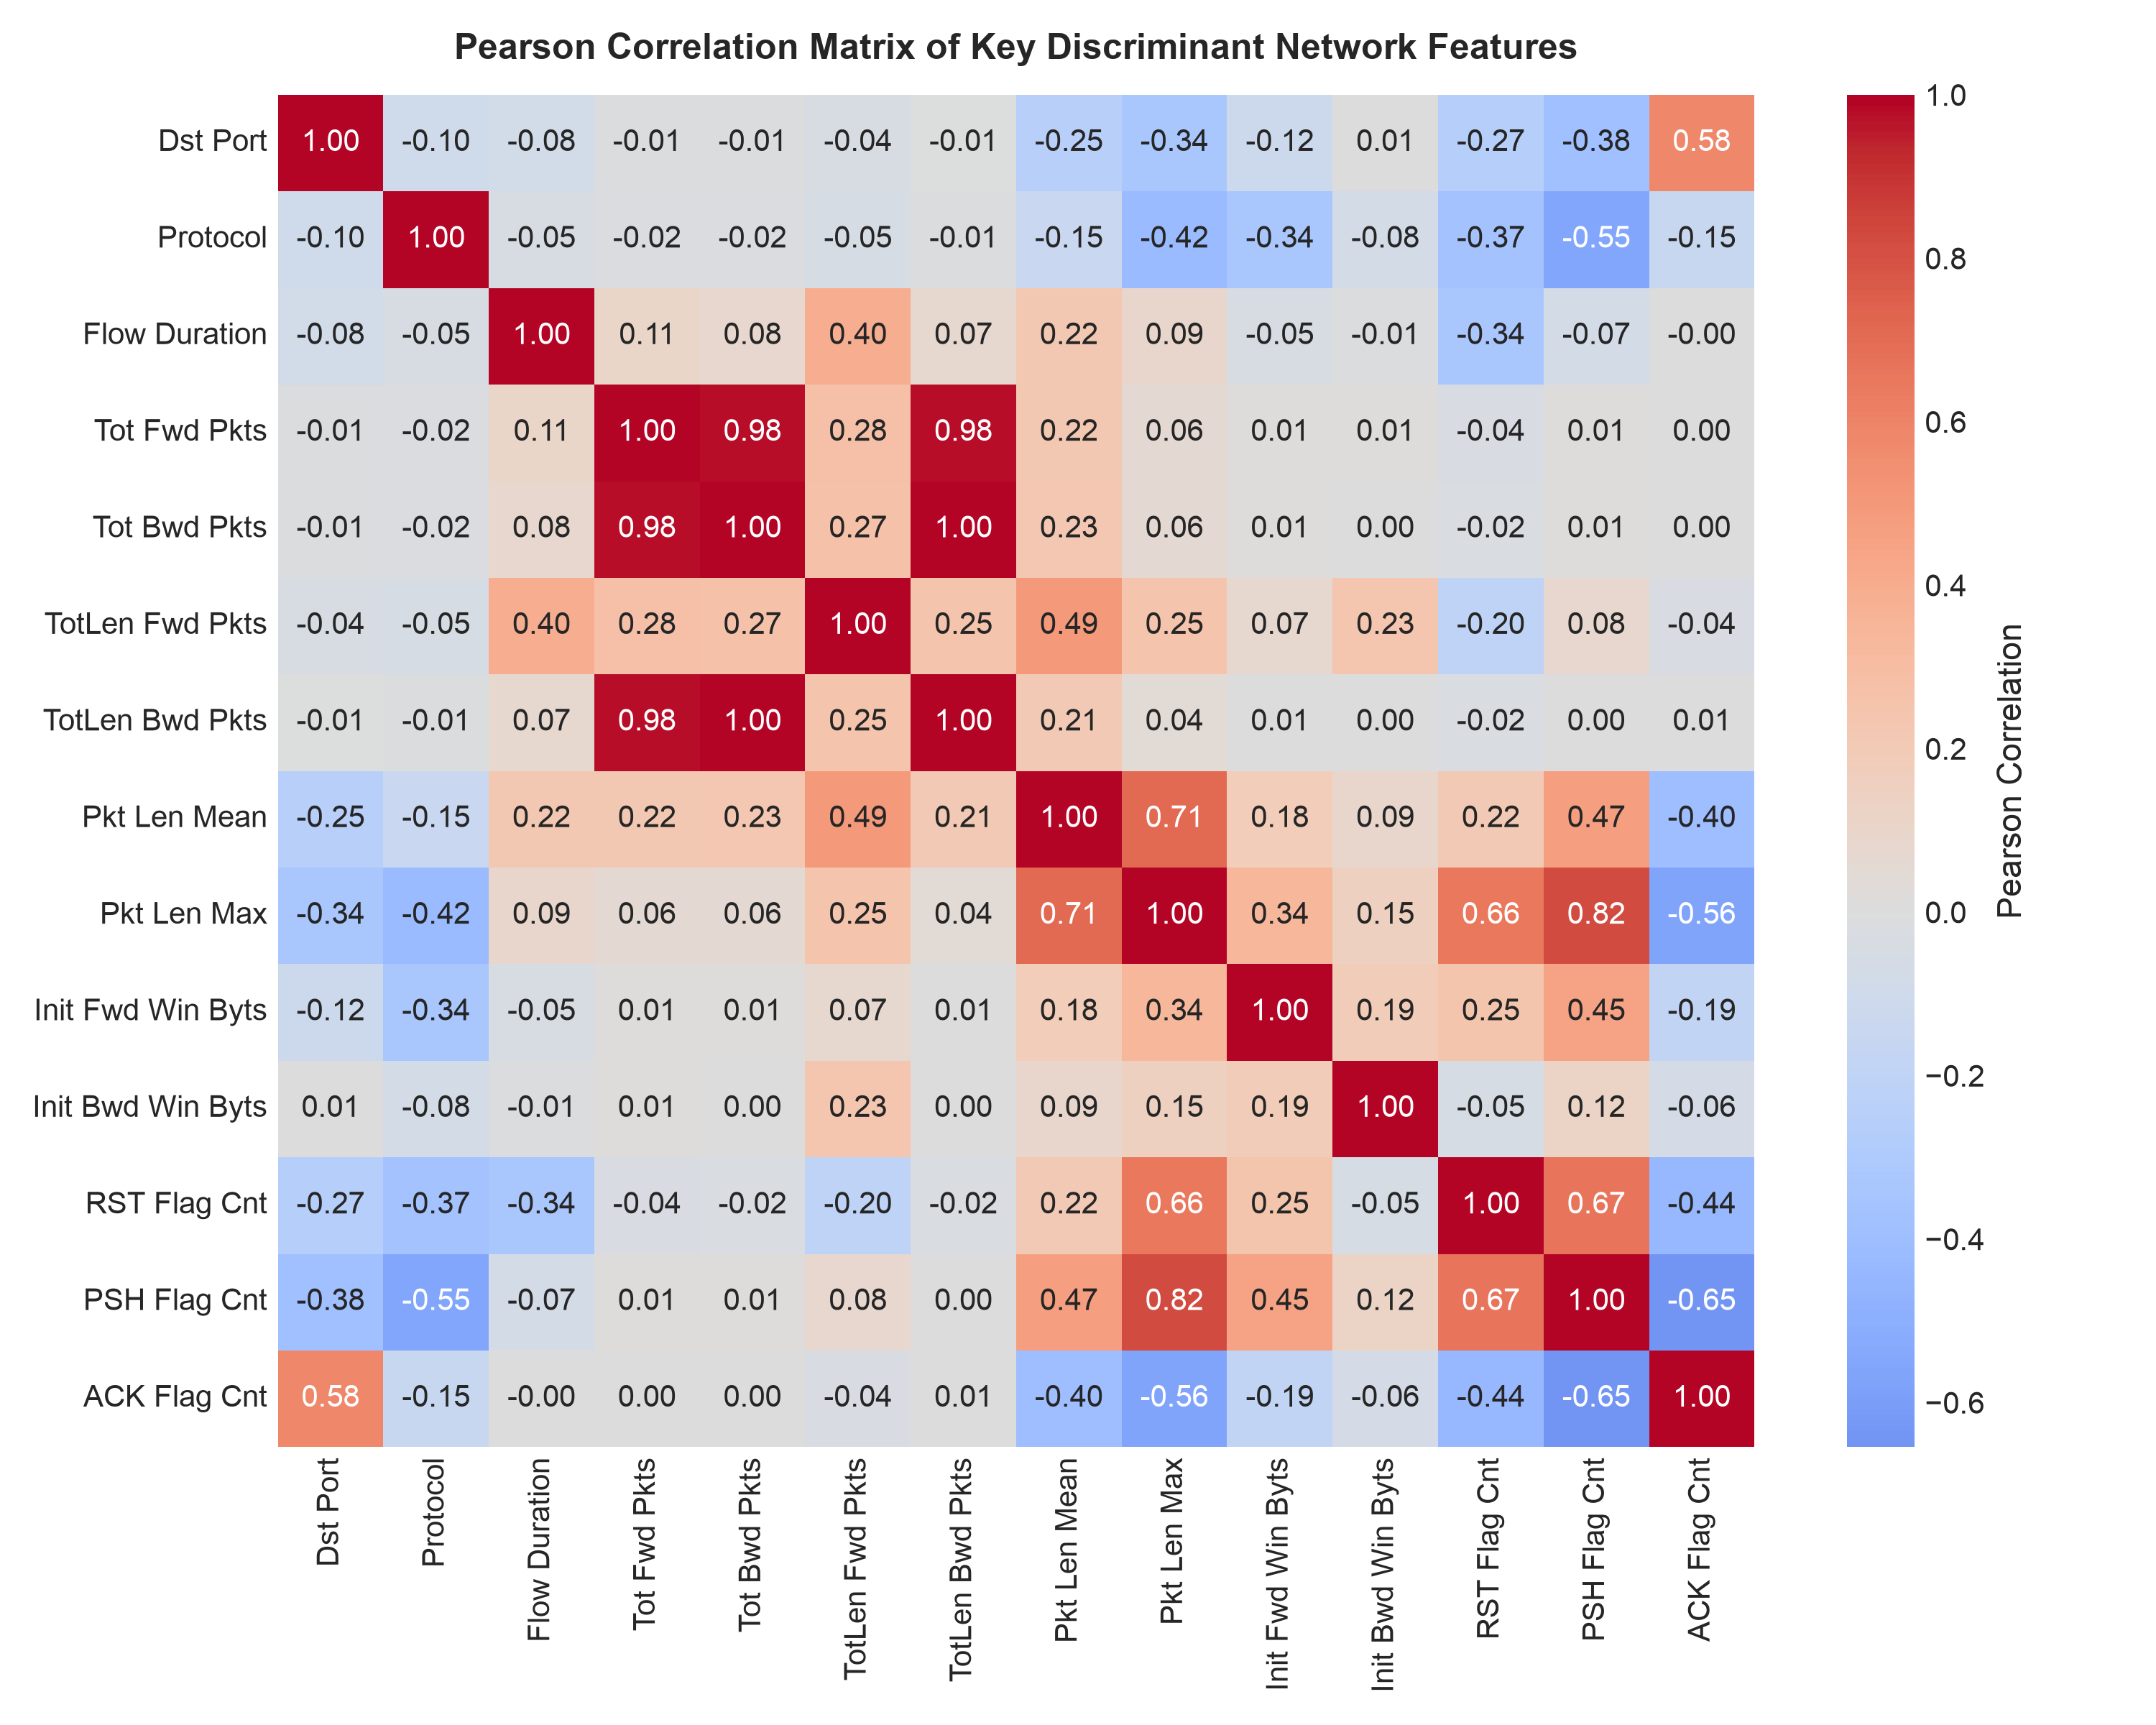 Pearson Correlation Matrix of Key Discriminant Network Features
Dst Port 1.00 -0.10 -0.08 -0.01 -0.01 -0.04 -0.01 -0.25 -0.34 -0.12 0.01 -0.27 -0.38 0.58
Protocol -0.10 1.00 -0.05 -0.02 -0.02 -0.05 -0.01 -0.15 -0.42 -0.34 -0.08 -0.37 -0.55 -0.15
Flow Duration -0.08 -0.05 1.00 0.11 0.08 0.40 0.07 0.22 0.09 -0.05 -0.01 -0.34 -0.07 -0.00
Tot Fwd Pkts -0.01 -0.02 0.11 1.00 0.98 0.28 0.98 0.22 0.06 0.01 0.01 -0.04 0.01 0.00
Tot Bwd Pkts -0.01 -0.02 0.08 0.98 1.00 0.27 1.00 0.23 0.06 0.01 0.00 -0.02 0.01 0.00
TotLen Fwd Pkts -0.04 -0.05 0.40 0.28 0.27 1.00 0.25 0.49 0.25 0.07 0.23 -0.20 0.08 -0.04
TotLen Bwd Pkts -0.01 -0.01 0.07 0.98 1.00 0.25 1.00 0.21 0.04 0.01 0.00 -0.02 0.00 0.01
Pkt Len Mean -0.25 -0.15 0.22 0.22 0.23 0.49 0.21 1.00 0.71 0.18 0.09 0.22 0.47 -0.40
Pkt Len Max -0.34 -0.42 0.09 0.06 0.06 0.25 0.04 0.71 1.00 0.34 0.15 0.66 0.82 -0.56
Init Fwd Win Byts -0.12 -0.34 -0.05 0.01 0.01 0.07 0.01 0.18 0.34 1.00 0.19 0.25 0.45 -0.19
Init Bwd Win Byts 0.01 -0.08 -0.01 0.01 0.00 0.23 0.00 0.09 0.15 0.19 1.00 -0.05 0.12 -0.06
RST Flag Cnt -0.27 -0.37 -0.34 -0.04 -0.02 -0.20 -0.02 0.22 0.66 0.25 -0.05 1.00 0.67 -0.44
PSH Flag Cnt -0.38 -0.55 -0.07 0.01 0.01 0.08 0.00 0.47 0.82 0.45 0.12 0.67 1.00 -0.65
ACK Flag Cnt 0.58 -0.15 -0.00 0.00 0.00 -0.04 0.01 -0.40 -0.56 -0.19 -0.06 -0.44 -0.65 1.00
Dst Port
Protocol
Flow Duration
Tot Fwd Pkts
Tot Bwd Pkts
TotLen Fwd Pkts
TotLen Bwd Pkts
Pkt Len Mean
Pkt Len Max
Init Fwd Win Byts
Init Bwd Win Byts
RST Flag Cnt
PSH Flag Cnt
ACK Flag Cnt
1.0
0.8
0.6
0.4
0.2
0.0
−0.2
−0.4
−0.6
Pearson Correlation